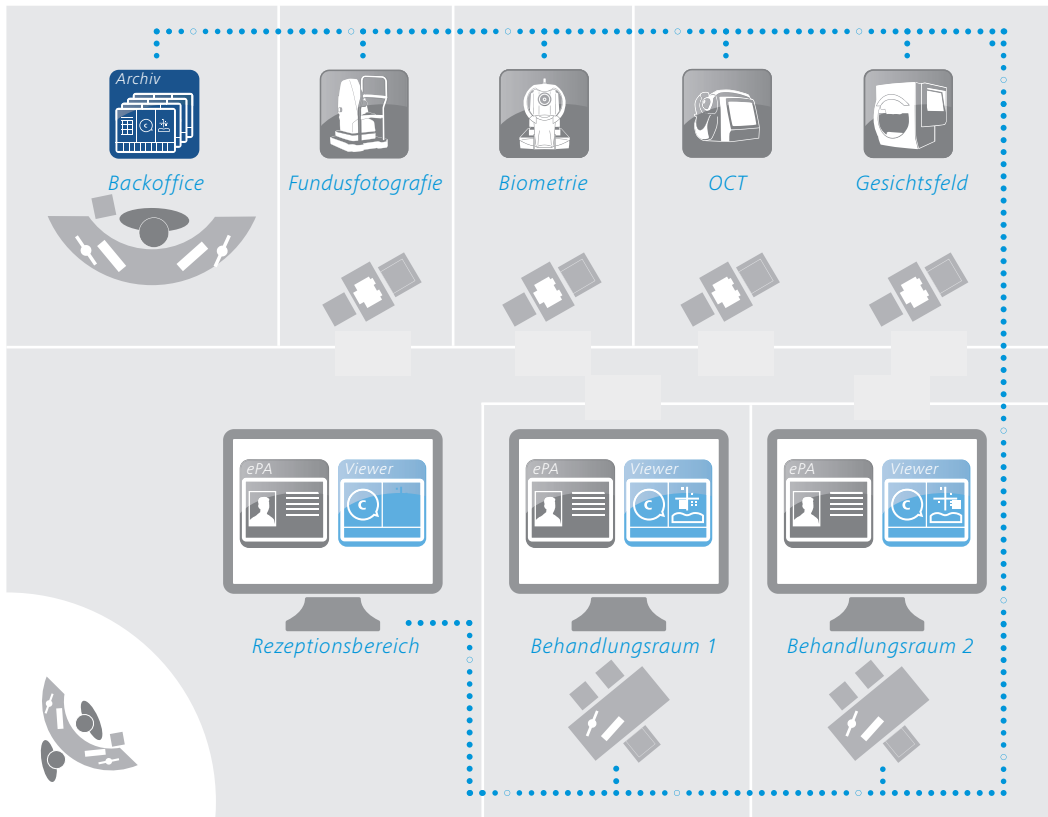 Archiv
Backoffice
Fundusfotografie
Biometrie
OCT
Gesichtsfeld
ePA
Viewer
C
ePA
Viewer
C
ePA
Viewer
C
Rezeptionsbereich
Behandlungsraum 1
Behandlungsraum 2